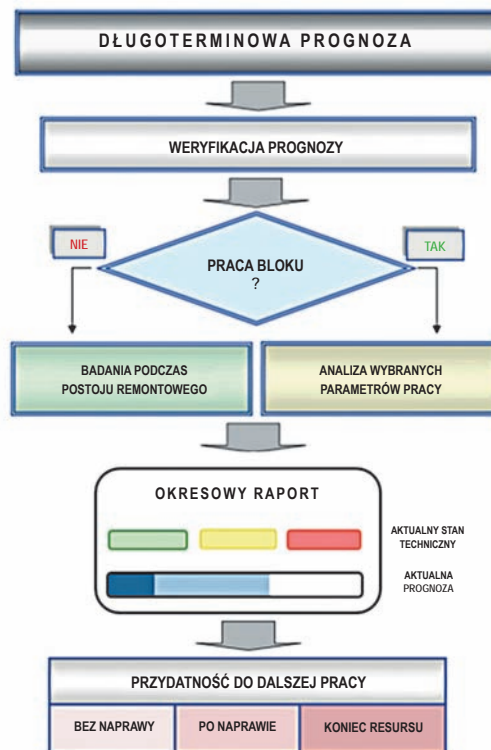 DŁUGOTERMINOWA PROGNOZA
WERYFIKACJA PROGNOZY
NIE
TAK
PRACA BLOKU
?
BADANIA PODCZAS
POSTOJU REMONTOWEGO
ANALIZA WYBRANYCH
PARAMETRÓW PRACY
OKRESOWY RAPORT
AKTUALNY STAN
TECHNICZNY
AKTUALNA
PROGNOZA
PRZYDATNOŚĆ DO DALSZEJ PRACY
BEZ NAPRAWY
PO NAPRAWIE
KONIEC RESURSU